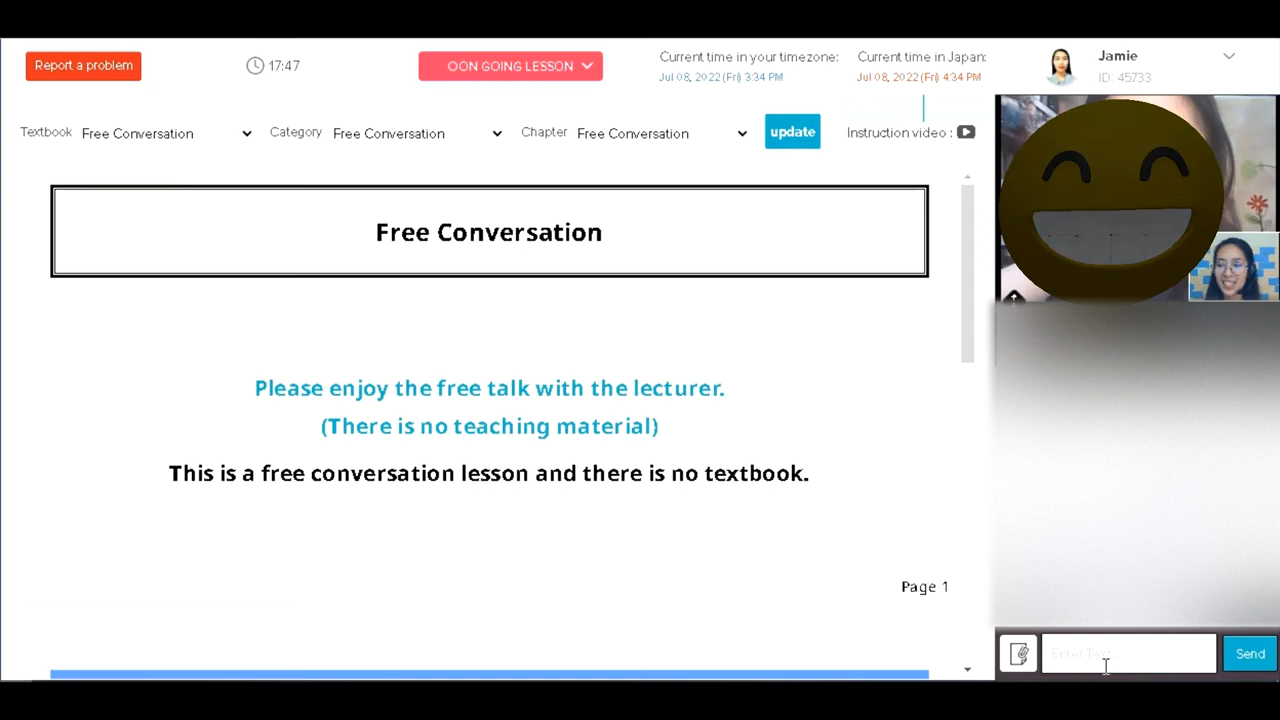 Report a problem
17:47
OON GOING LESSON
Current time in your timezone:
Jul 08, 2022 (Fri) 3:34 PM
Current time in Japan:
Jul 08, 2022 (Fri) 4:34 PM
Jamie
ID: 45733
Textbook Free Conversation
Category Free Conversation
Chapter Free Conversation
update
Instruction video :
Free Conversation
Please enjoy the free talk with the lecturer.
(There is no teaching material)
This is a free conversation lesson and there is no textbook.
Page 1
Enter Text
Send